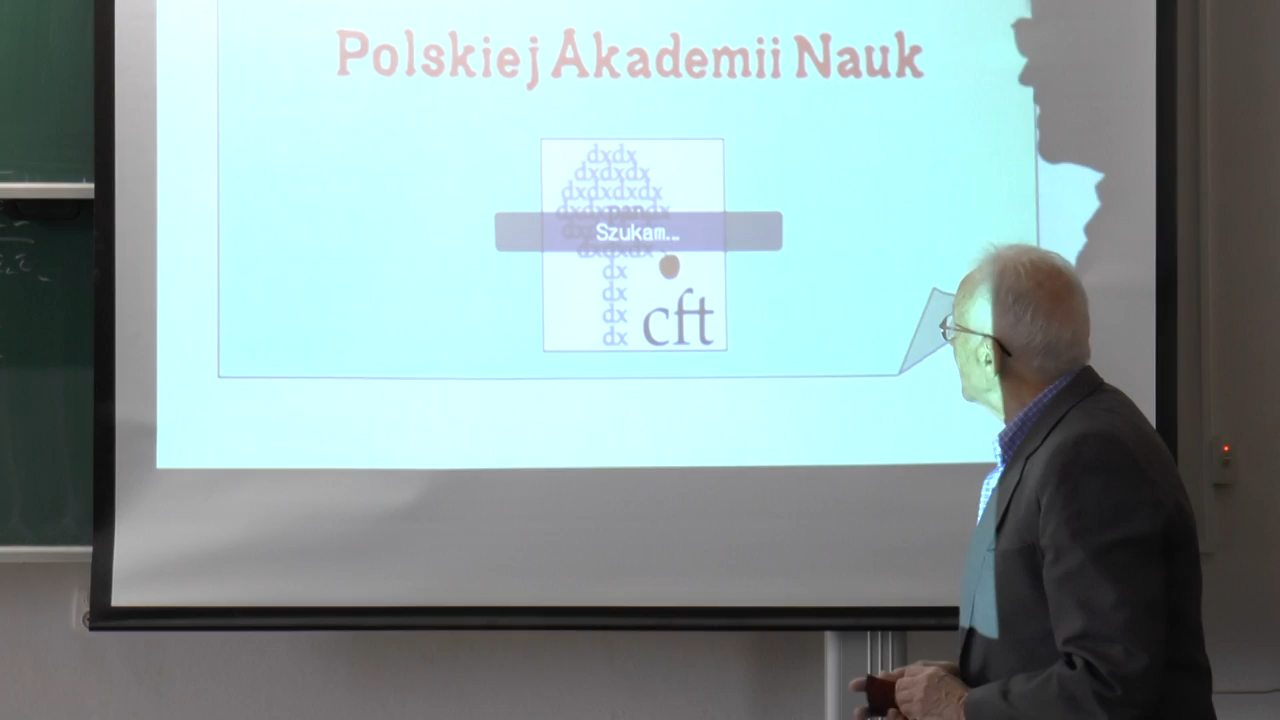 Polskiej Akademii Nauk
dxdx
dxdxdx
dxdxdxdx
Szukam...
dx
dx
dx
dx
cft